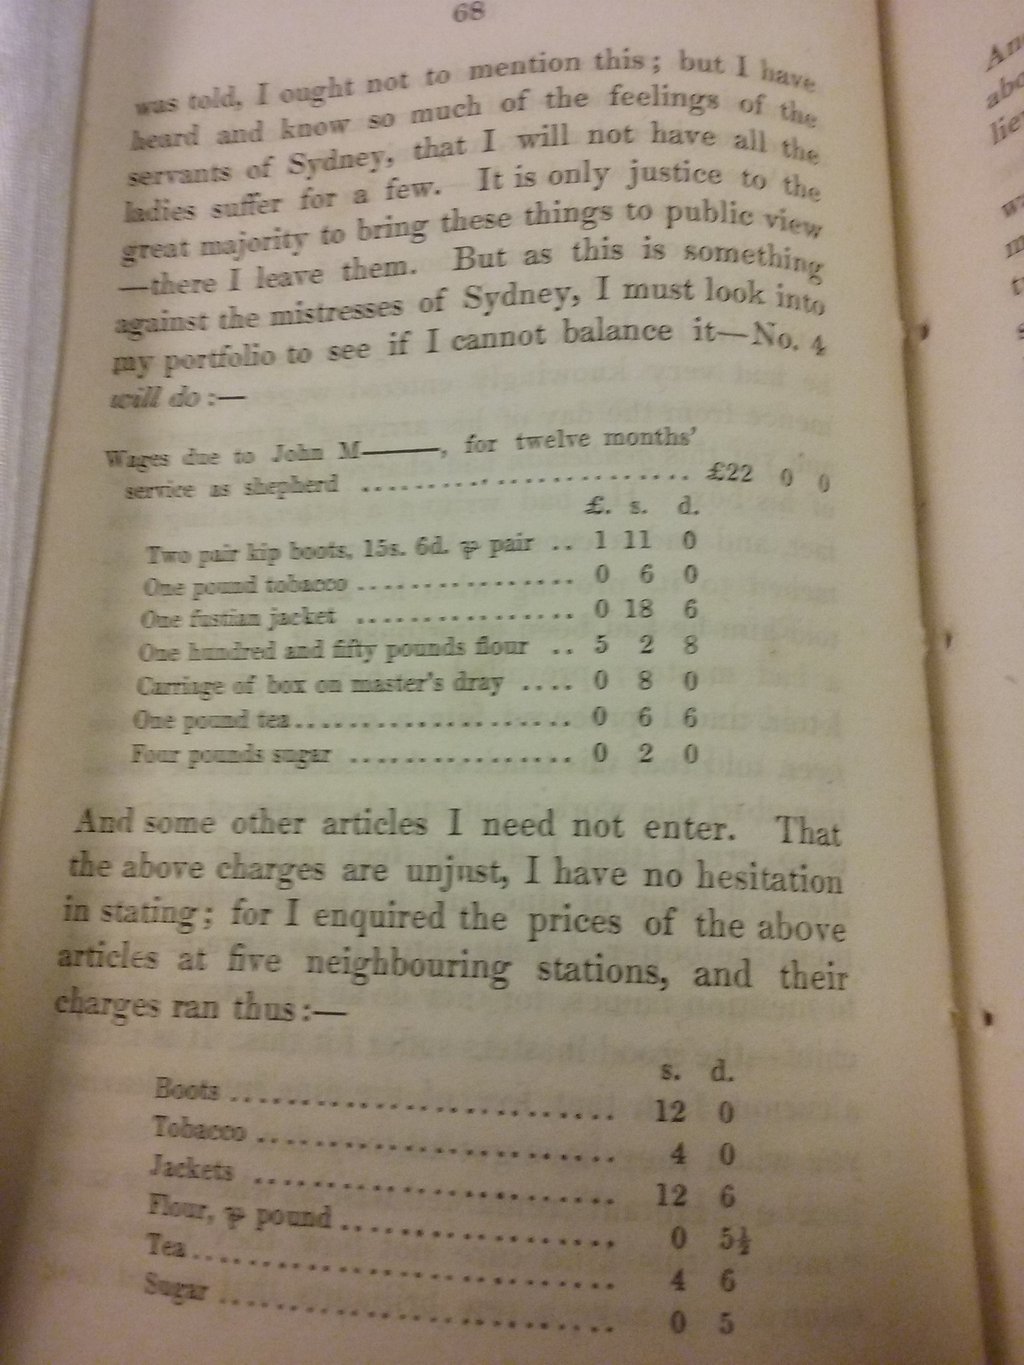 68
was told, I ought not to mention this; but I have
heard and know so much of the feelings of the
servants of Sydney, that I will not have all the
ladies suffer for a few. It is only justice to the
great majority to bring these things to public view
—there I leave them. But as this is something
against the mistresses of Sydney, I must look into
my portfolio to see if I cannot balance it—No. 4
will do:—
Wages due to John M———, for twelve months'
service as shepherd .............................. £22 0 0
£. s. d.
Two pair kip boots, 15s. 6d. ⅌ pair .. 1 11 0
One pound tobacco ................ 0 6 0
One fustian jacket ................ 0 18 6
One hundred and fifty pounds flour .. 5 2 8
Carriage of box on master's dray .... 0 8 0
One pound tea..................... 0 6 6
Four pounds sugar ................ 0 2 0
And some other articles I need not enter. That
the above charges are unjust, I have no hesitation
in stating; for I enquired the prices of the above
articles at five neighbouring stations, and their
charges ran thus:—
s. d.
Boots .......................... 12 0
Tobacco ........................ 4 0
Jackets ........................ 12 6
Flour, ⅌ pound .................. 0 5½
Tea ............................ 4 6
Sugar .......................... 0 5
An
abo
lie